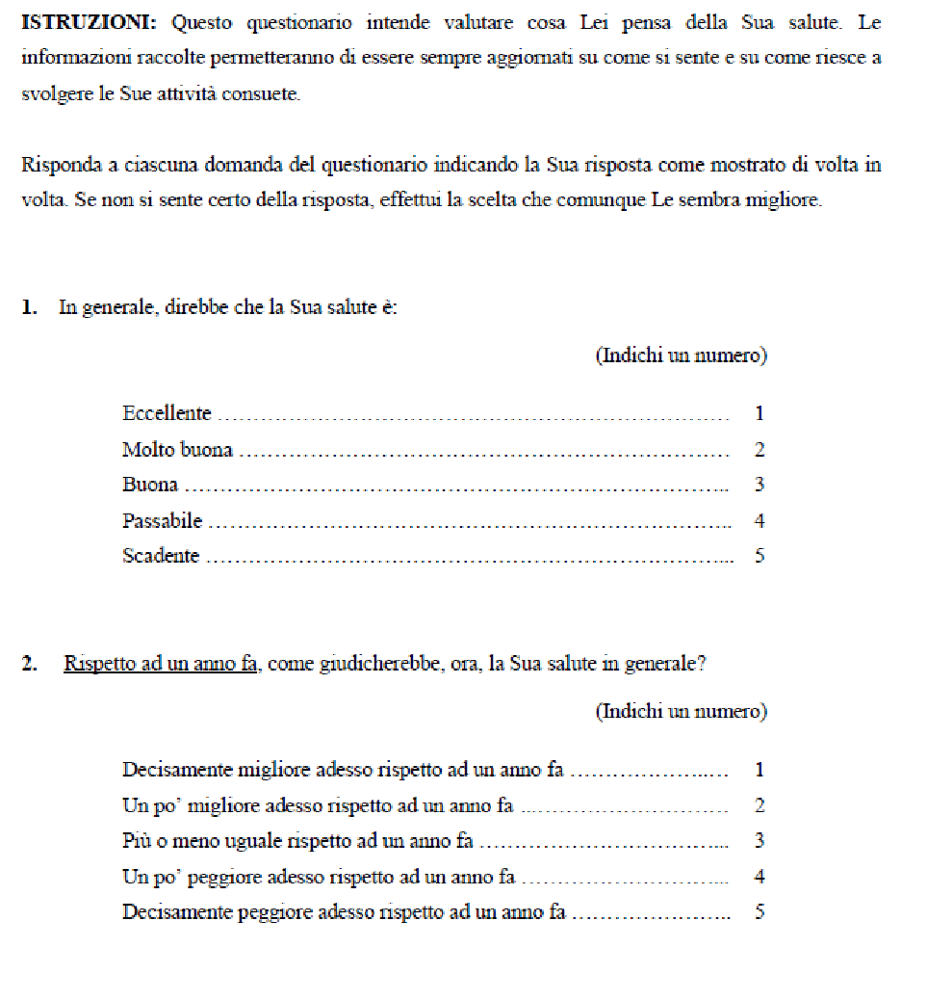 ISTRUZIONI: Questo questionario intende valutare cosa Lei pensa della Sua salute. Le
informazioni raccolte permetteranno di essere sempre aggiornati su come si sente e su come riesce a
svolgere le Sue attività consuete.
Risponda a ciascuna domanda del questionario indicando la Sua risposta come mostrato di volta in
volta. Se non si sente certo della risposta, effettui la scelta che comunque Le sembra migliore.
1. In generale, direbbe che la Sua salute è:
(Indichi un numero)
Eccellente ........................................................................ 1
Molto buona ..................................................................... 2
Buona ............................................................................. 3
Passabile .......................................................................... 4
Scadente .......................................................................... 5
2. Rispetto ad un anno fa, come giudicherebbe, ora, la Sua salute in generale?
(Indichi un numero)
Decisamente migliore adesso rispetto ad un anno fa ...................... 1
Un po’ migliore adesso rispetto ad un anno fa ............................. 2
Più o meno uguale rispetto ad un anno fa ................................... 3
Un po’ peggiore adesso rispetto ad un anno fa ............................. 4
Decisamente peggiore adesso rispetto ad un anno fa ...................... 5